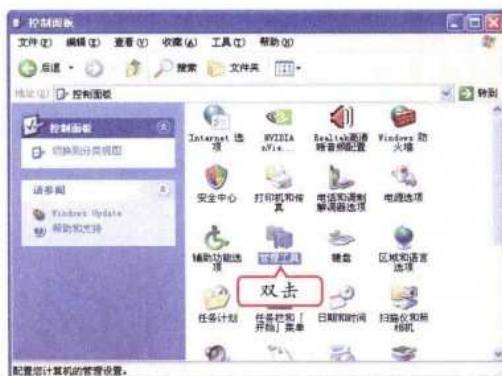 控制面板
文件(F) 编辑(E) 查看(V) 收藏(A) 工具(T) 帮助(H)
后退 搜索 文件夹
地址(D) 控制面板 转到
控制面板
切换到分类视图
请参阅
Windows Update
帮助和支持
Internet 选项
NVIDIA nVie...
Realtek高清晰音频配置
Windows 防火墙
安全中心
打印机和传真
电话和调制解调器选项
电源选项
辅助功能选项
管理工具
键盘
区域和语言选项
双击
任务计划
任务栏和「开始」菜单
日期和时间
扫描仪和照相机
配置您计算机的管理设置。